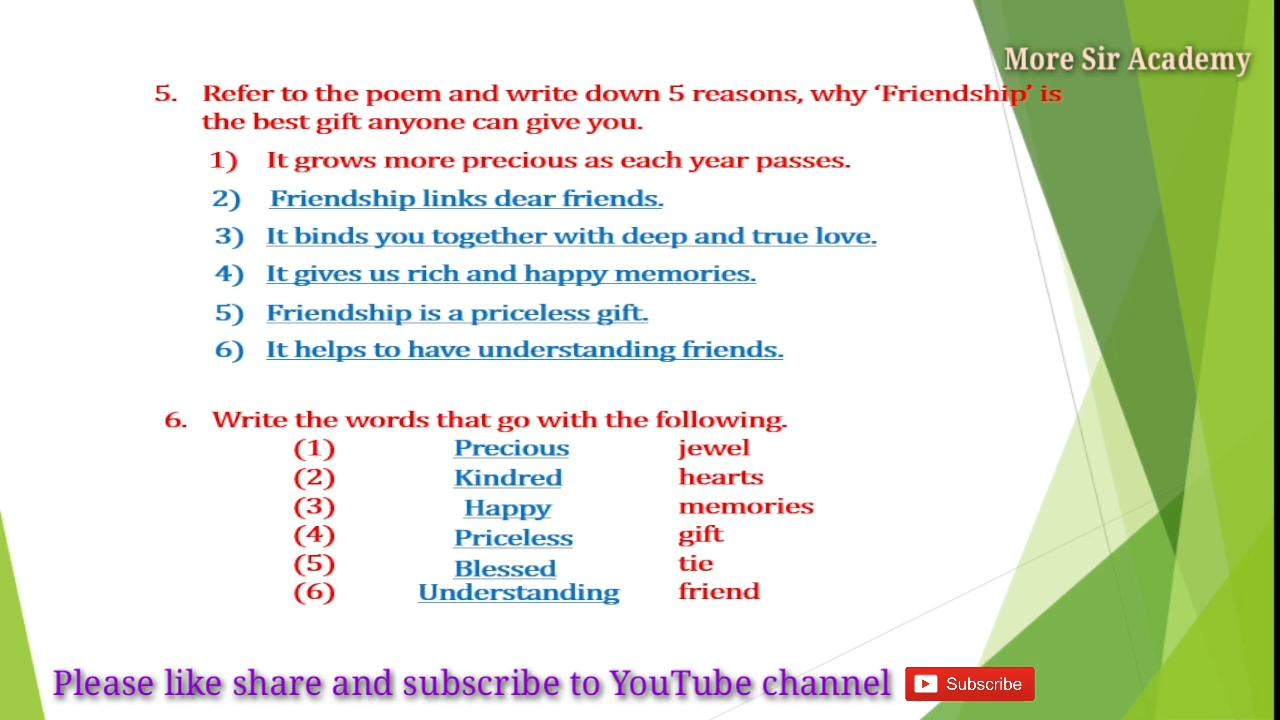 More Sir Academy
5. Refer to the poem and write down 5 reasons, why ‘Friendship’ is
the best gift anyone can give you.
1) It grows more precious as each year passes.
2) Friendship links dear friends.
3) It binds you together with deep and true love.
4) It gives us rich and happy memories.
5) Friendship is a priceless gift.
6) It helps to have understanding friends.
6. Write the words that go with the following.
(1) Precious jewel
(2) Kindred hearts
(3) Happy memories
(4) Priceless gift
(5) Blessed tie
(6) Understanding friend
Please like share and subscribe to YouTube channel Subscribe